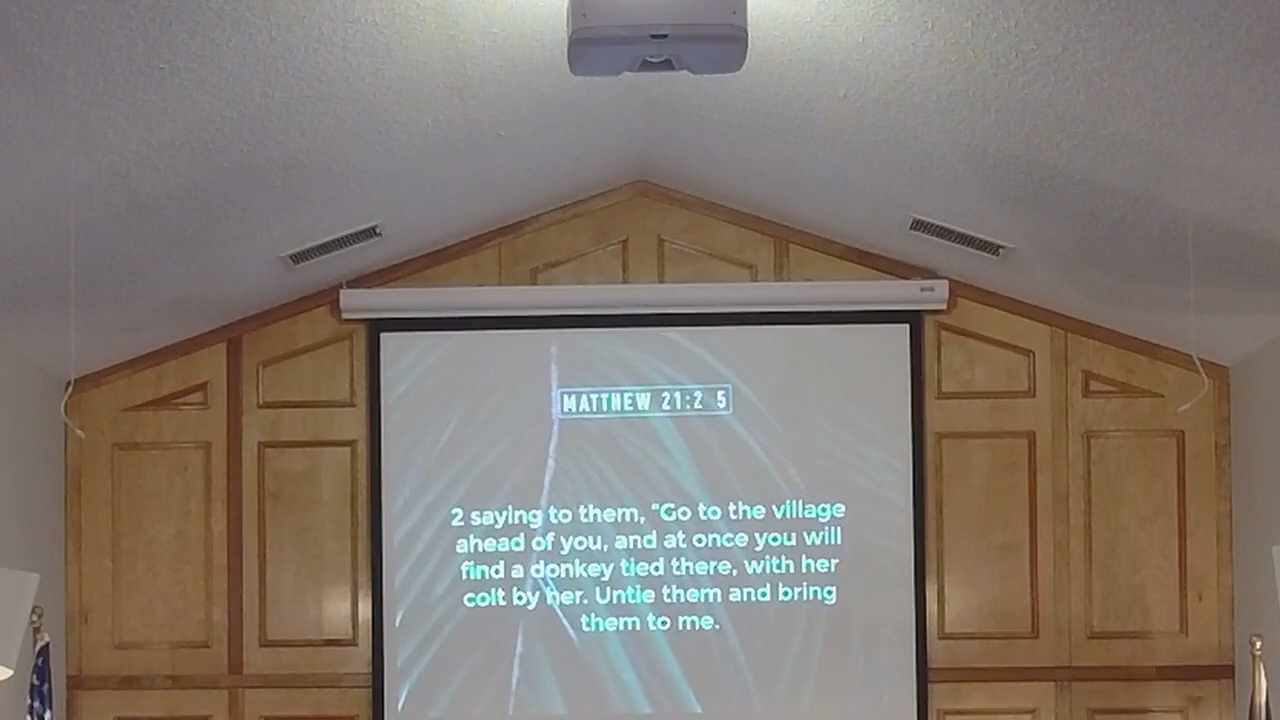 MATTHEW 21:2 5
2 saying to them, "Go to the village
ahead of you, and at once you will
find a donkey tied there, with her
colt by her. Untie them and bring
them to me.